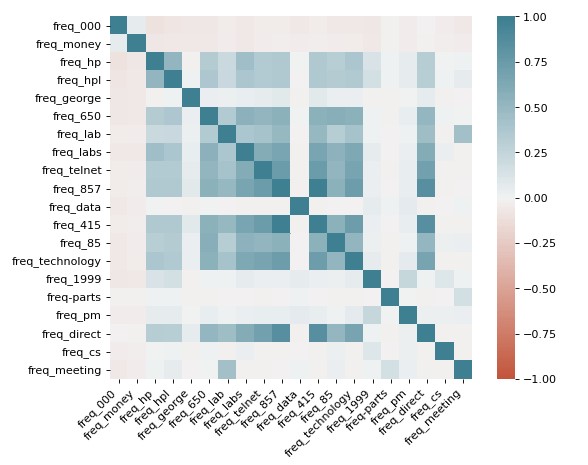 freq_000
freq_money
freq_hp
freq_hpl
freq_george
freq_650
freq_lab
freq_labs
freq_telnet
freq_857
freq_data
freq_415
freq_85
freq_technology
freq_1999
freq-parts
freq_pm
freq_direct
freq_cs
freq_meeting
1.00
0.75
0.50
0.25
0.00
−0.25
−0.50
−0.75
−1.00
freq_000
freq_money
freq_hp
freq_hpl
freq_george
freq_650
freq_lab
freq_labs
freq_telnet
freq_857
freq_data
freq_415
freq_85
freq_technology
freq_1999
freq-parts
freq_pm
freq_direct
freq_cs
freq_meeting